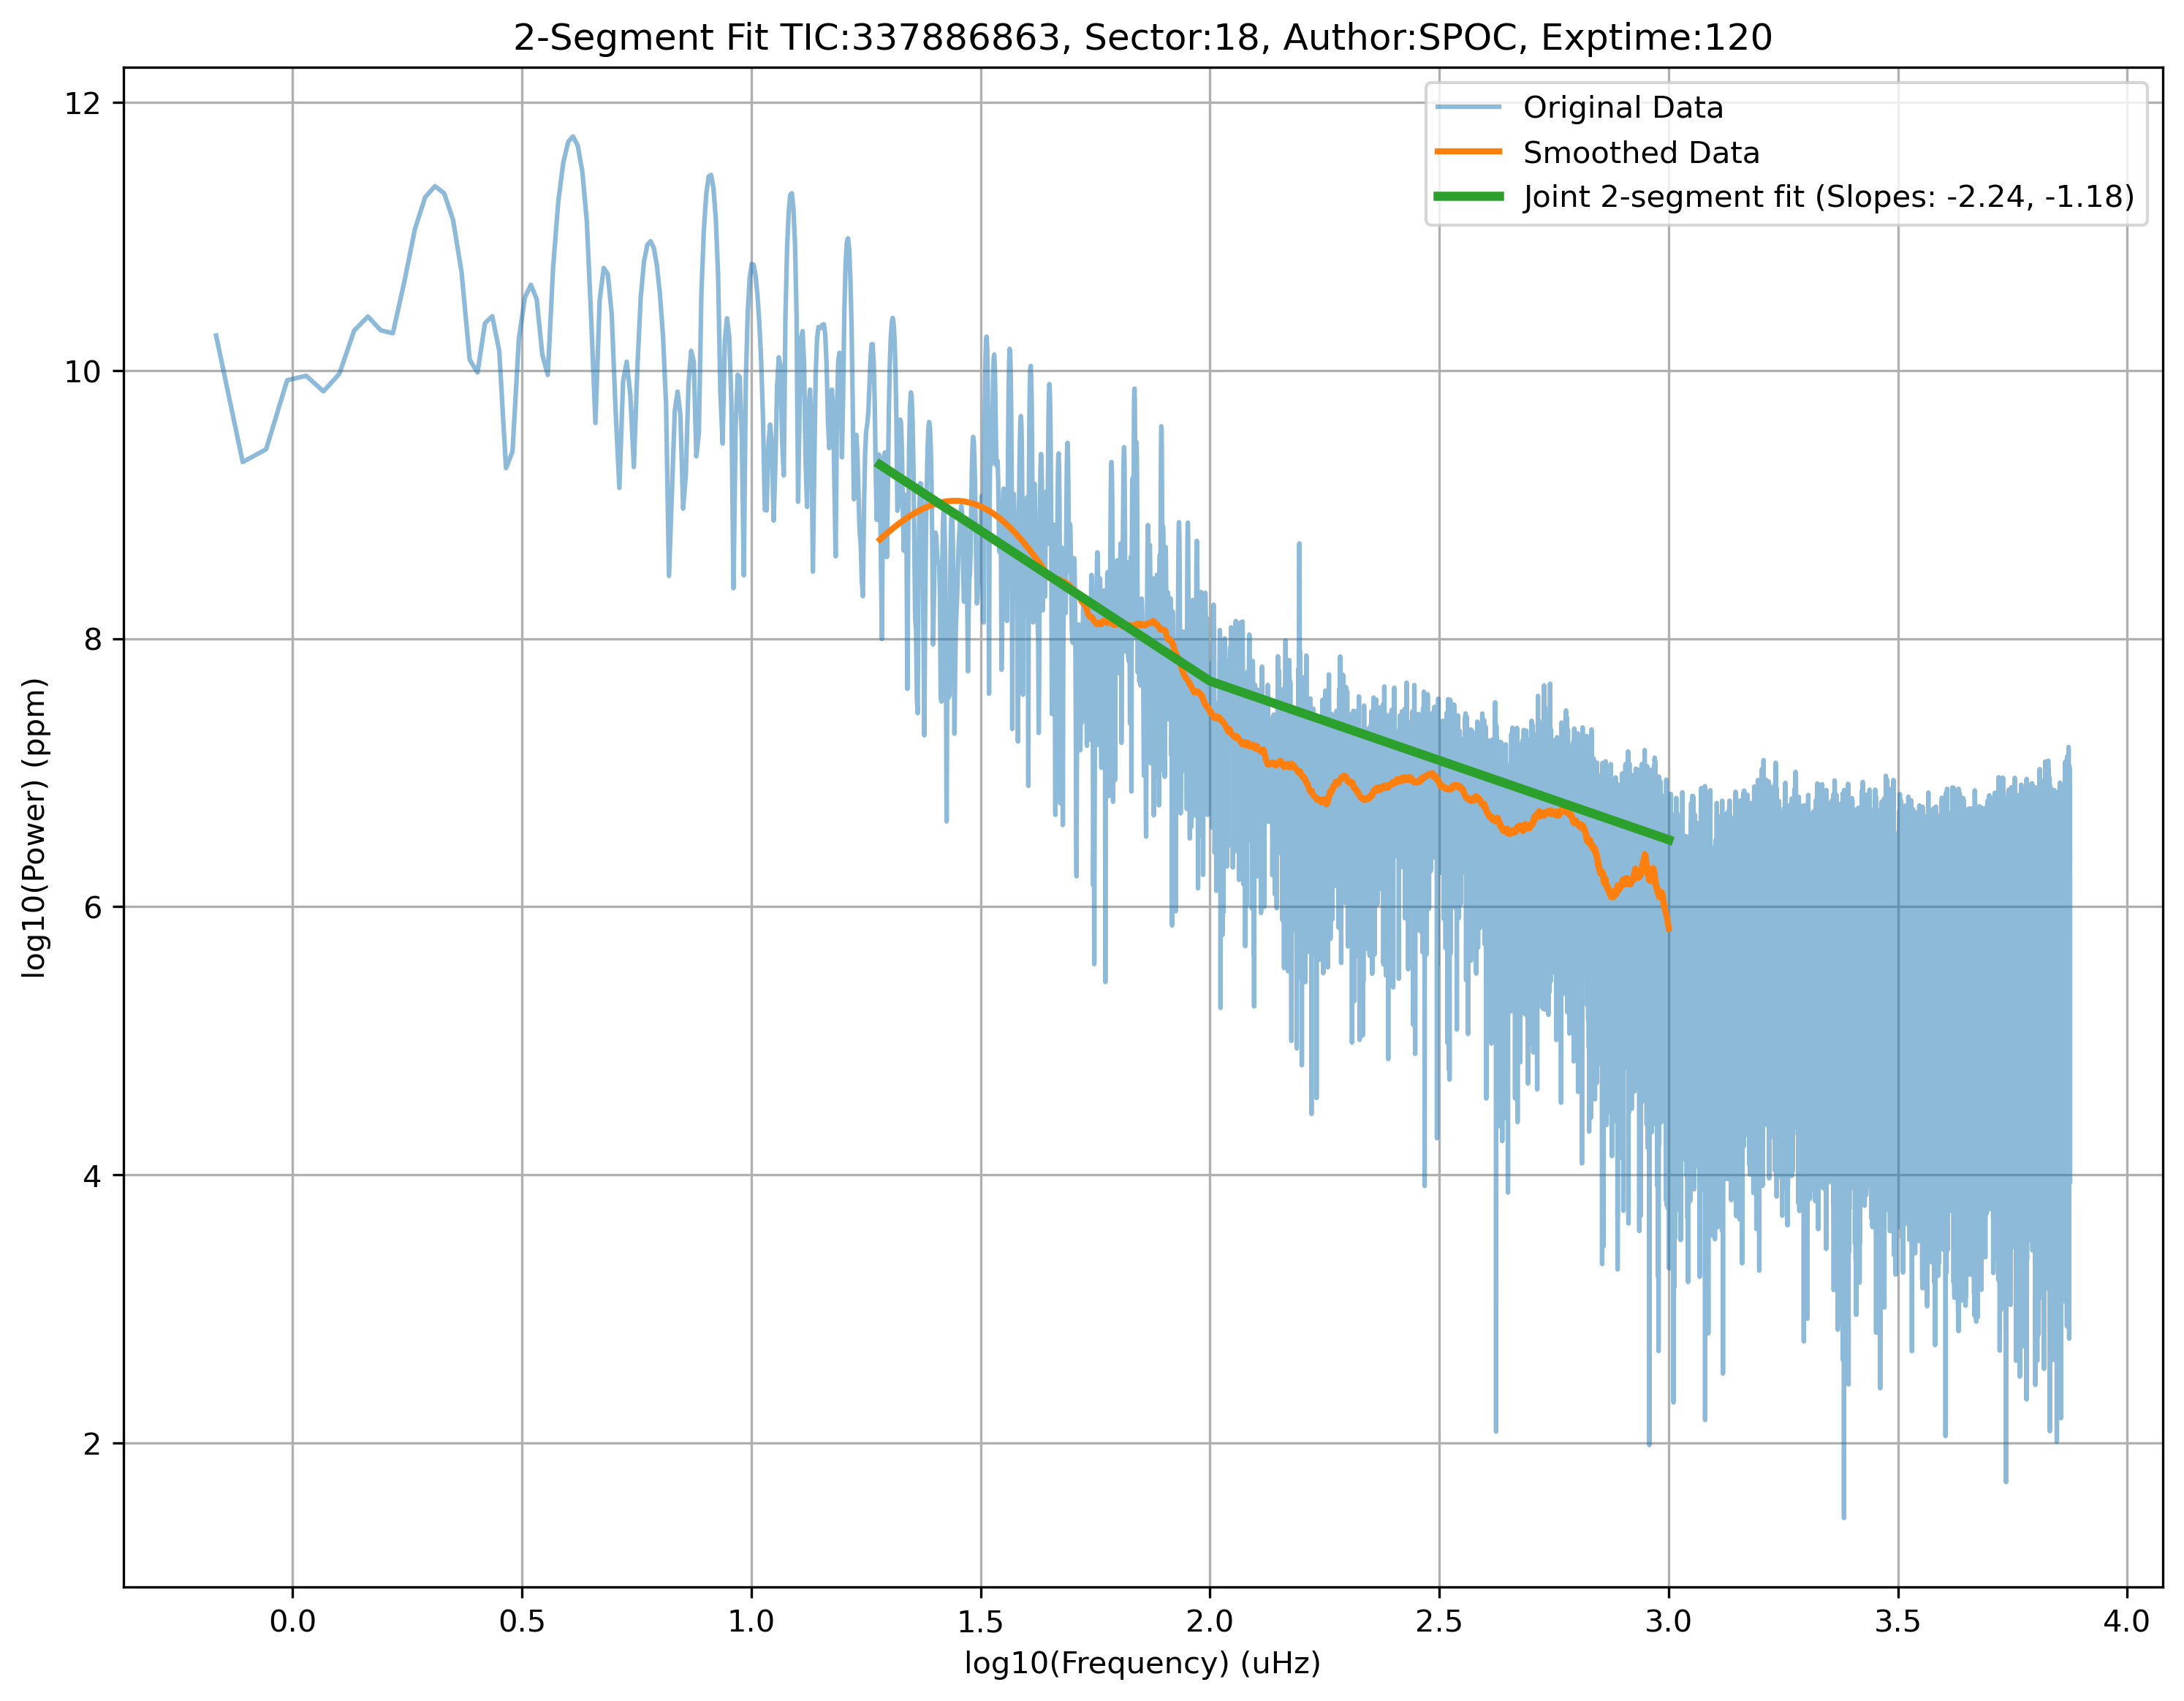 2-Segment Fit TIC:337886863, Sector:18, Author:SPOC, Exptime:120
Original Data
Smoothed Data
Joint 2-segment fit (Slopes: -2.24, -1.18)
log10(Power) (ppm)
12
10
8
6
4
2
0.0 0.5 1.0 1.5 2.0 2.5 3.0 3.5 4.0
log10(Frequency) (uHz)